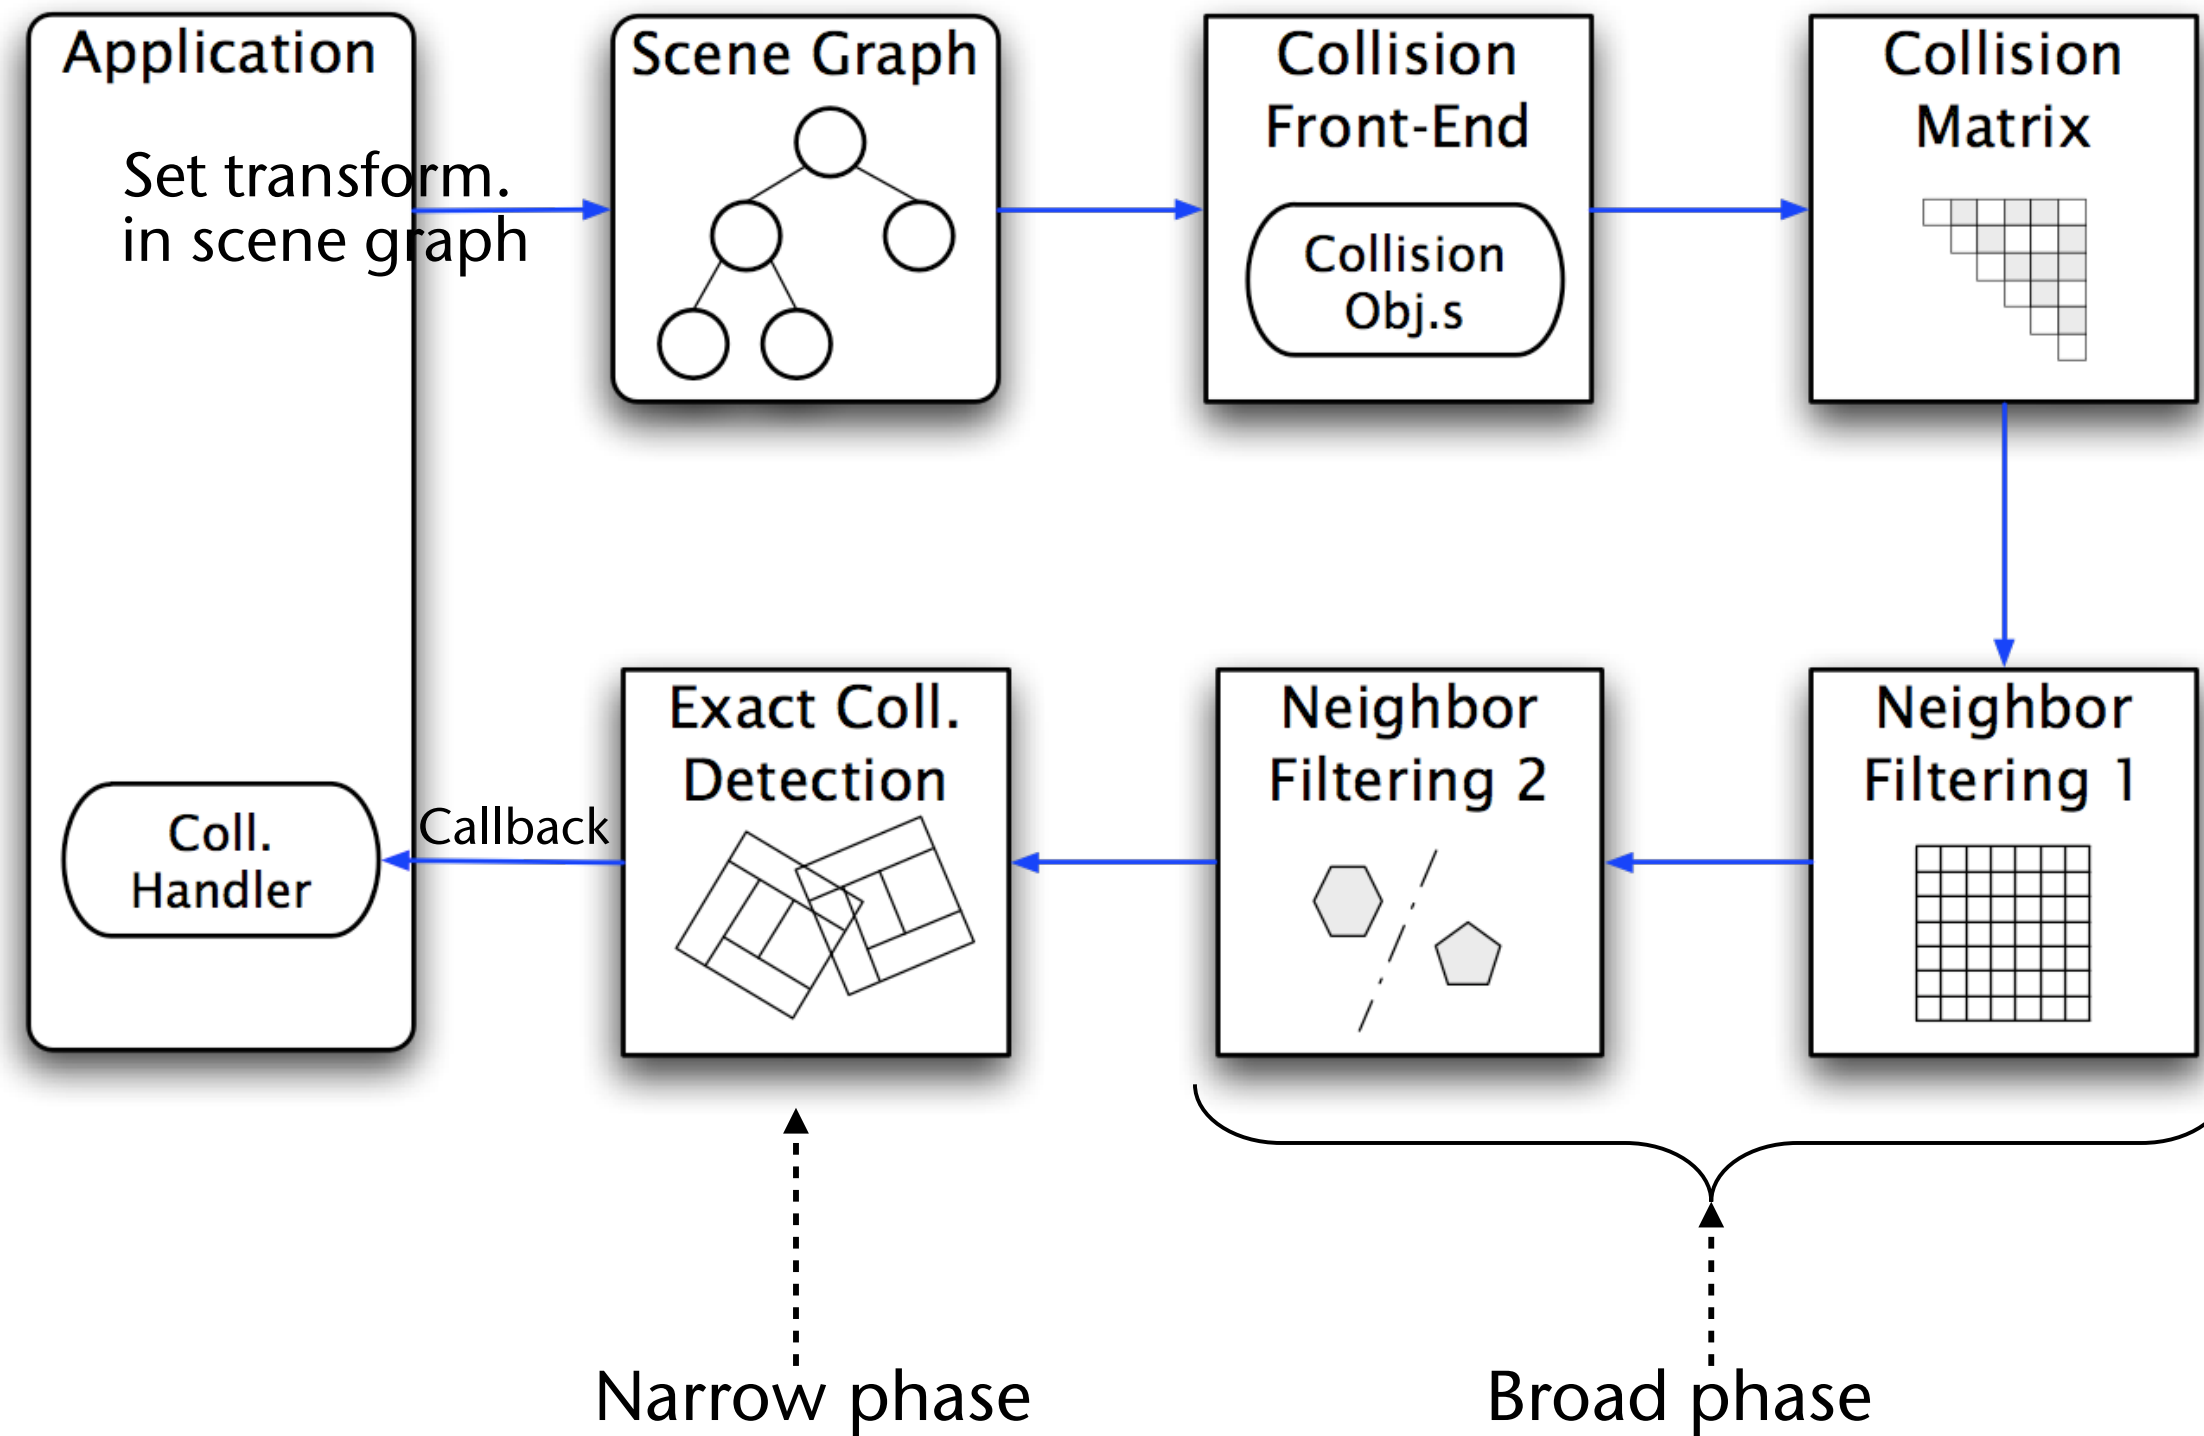 Application
Set transform.
in scene graph
Scene Graph
Collision
Front-End
Collision
Obj.s
Collision
Matrix
Coll.
Handler
Callback
Exact Coll.
Detection
Neighbor
Filtering 2
Neighbor
Filtering 1
Narrow phase
Broad phase